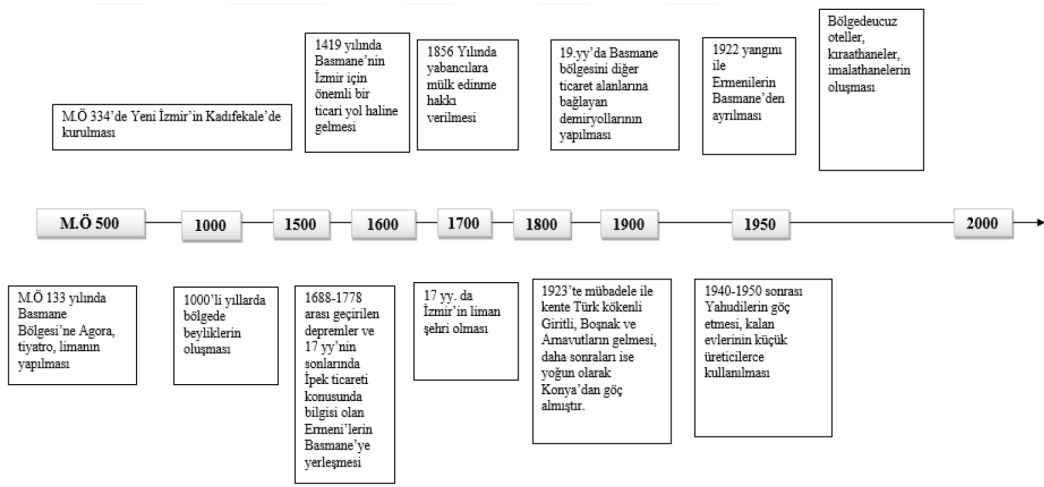 M.Ö 334'de Yeni İzmir'in Kadifekale'de
kurulması
1419 yılında
Basmane'nin
İzmir için
önemli bir
ticari yol haline
gelmesi
1856 Yılında
yabancılara
mülk edinme
hakkı
verilmesi
19.yy'da Basmane
bölgesini diğer
ticaret alanlarına
bağlayan
demiryollarının
yapılması
1922 yangını
ile
Ermenilerin
Basmane'den
ayrılması
Bölgedeucuz
oteller,
kıraathaneler,
imalathanelerin
oluşması
M.Ö 500
1000
1500
1600
1700
1800
1900
1950
2000
M.Ö 133 yılında
Basmane
Bölgesi'ne Agora,
tiyatro, limanın
yapılması
1000'li yıllarda
bölgede
beyliklerin
oluşması
1688-1778
arası geçirilen
depremler ve
17 yy'nin
sonlarında
İpek ticareti
konusunda
bilgisi olan
Ermeni'lerin
Basmane'ye
yerleşmesi
17 yy. da
İzmir'in liman
şehri olması
1923'te mübadele ile
kente Türk kökenli
Giritli, Boşnak ve
Arnavutların gelmesi,
daha sonraları ise
yoğun olarak
Konya'dan göç
almıştır.
1940-1950 sonrası
Yahudilerin göç
etmesi, kalan
evlerinin küçük
üreticilerce
kullanılması